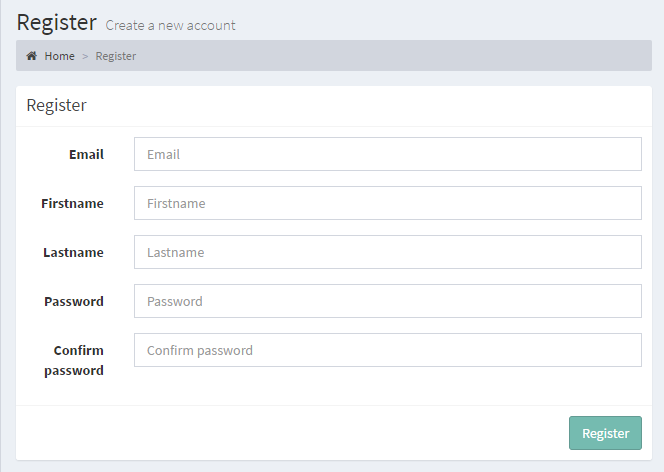 Register Create a new account
Home > Register
Register
Email Email
Firstname Firstname
Lastname Lastname
Password Password
Confirm password Confirm password
Register